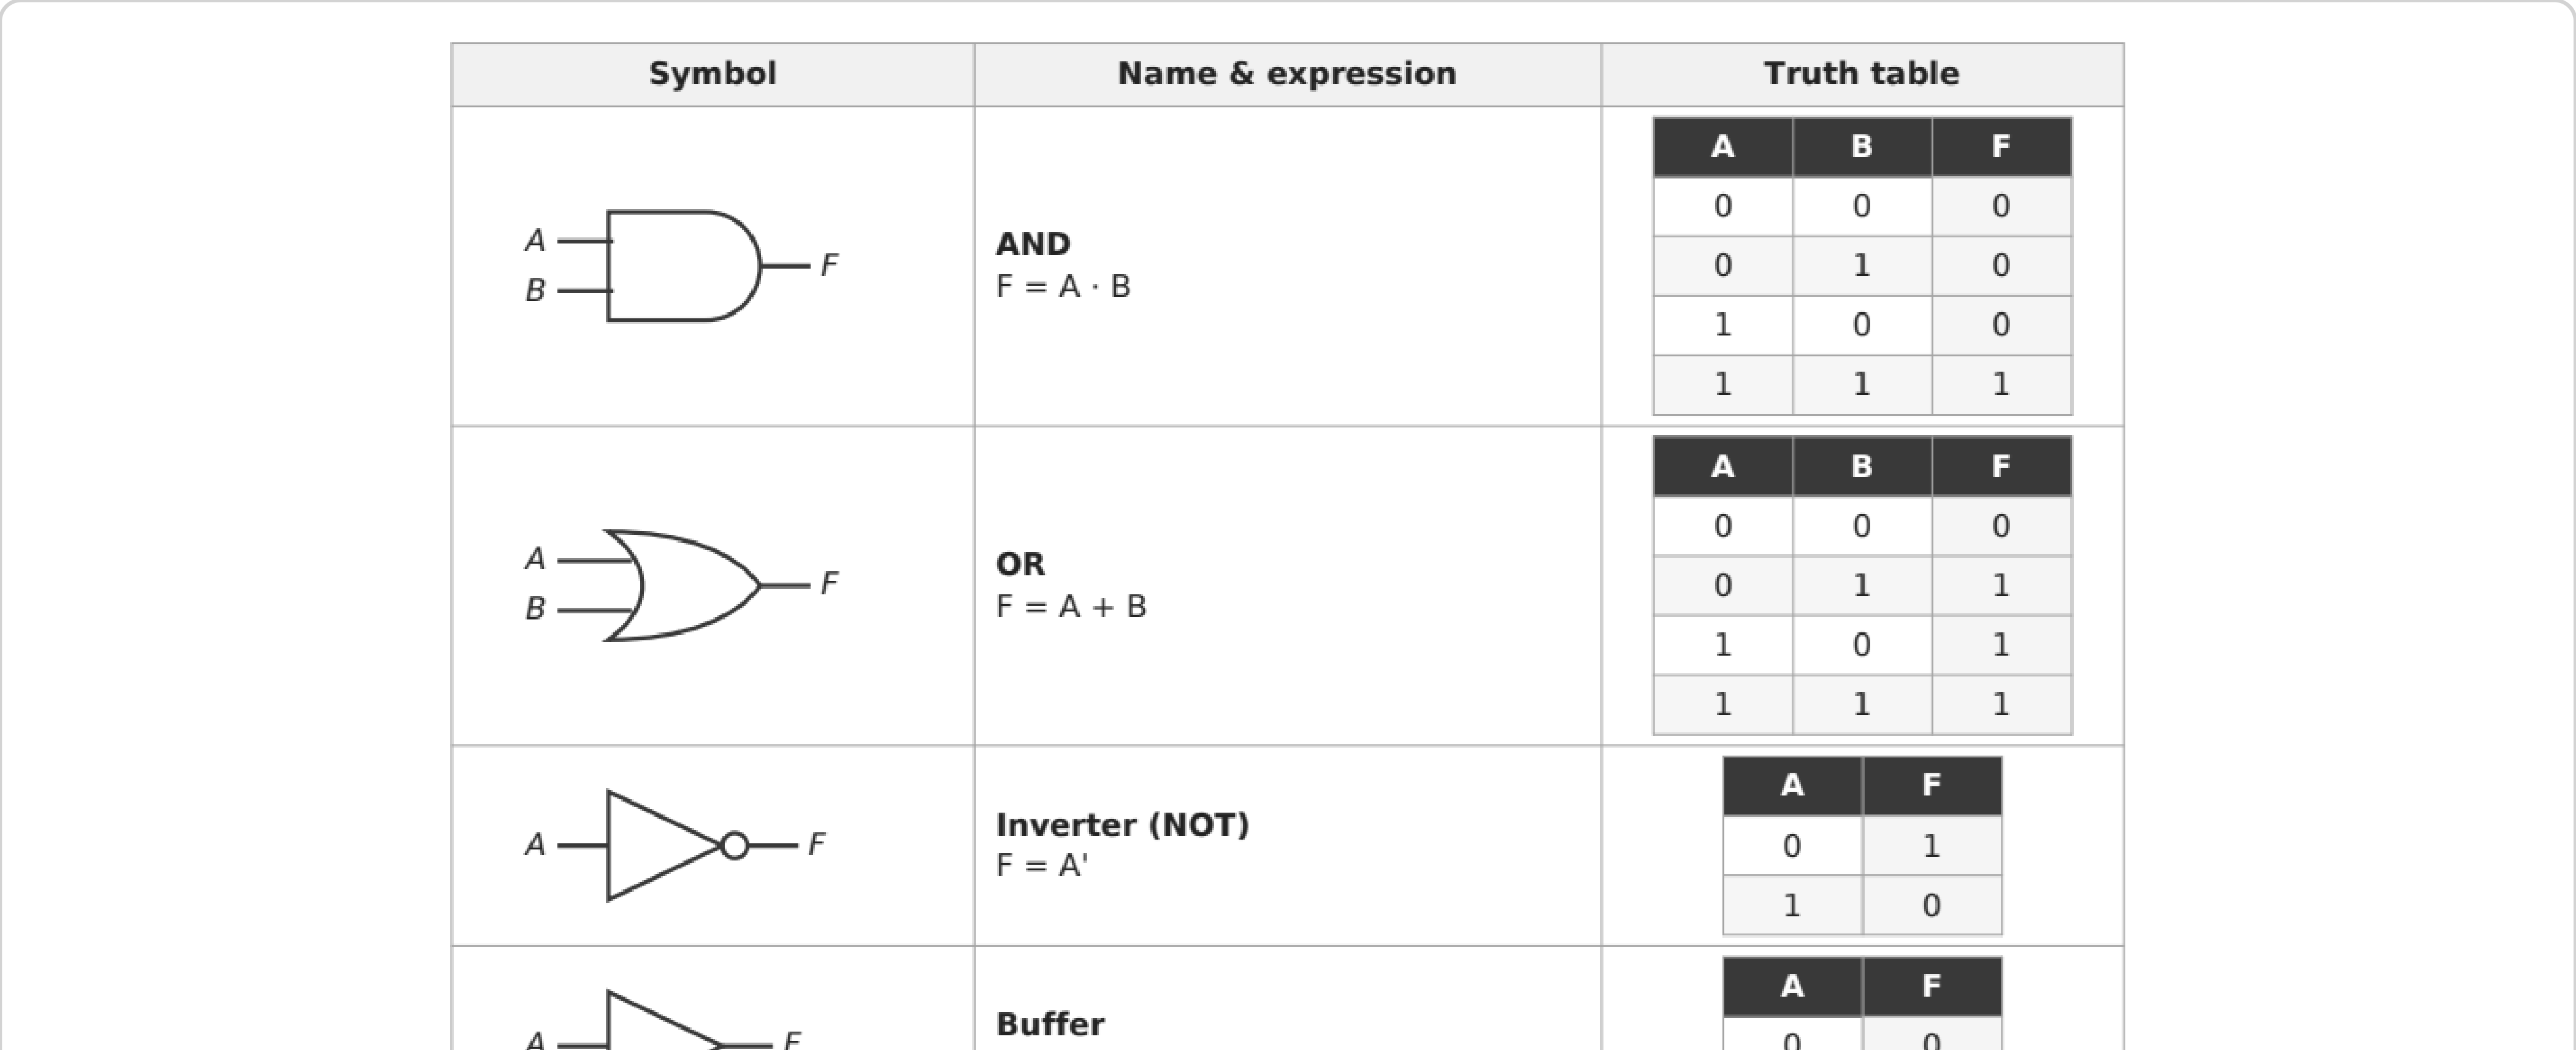 Symbol Name & expression Truth table
A
B
F
AND
F = A · B
A B F
0 0 0
0 1 0
1 0 0
1 1 1
A
B
F
OR
F = A + B
A B F
0 0 0
0 1 1
1 0 1
1 1 1
A
F
Inverter (NOT)
F = A'
A F
0 1
1 0
A
F
Buffer
A F
0 0